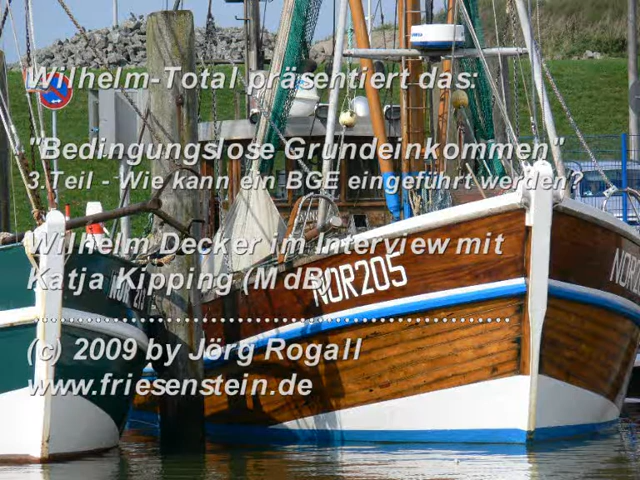 Wilhelm-Total präsentiert das:
"Bedingungslose Grundeinkommen"
3.Teil - Wie kann ein BGE eingeführt werden?
Wilhelm Decker im Interview mit
Katja Kipping (MdB)
NOR205
(c) 2009 by Jörg Rogall
www.friesenstein.de